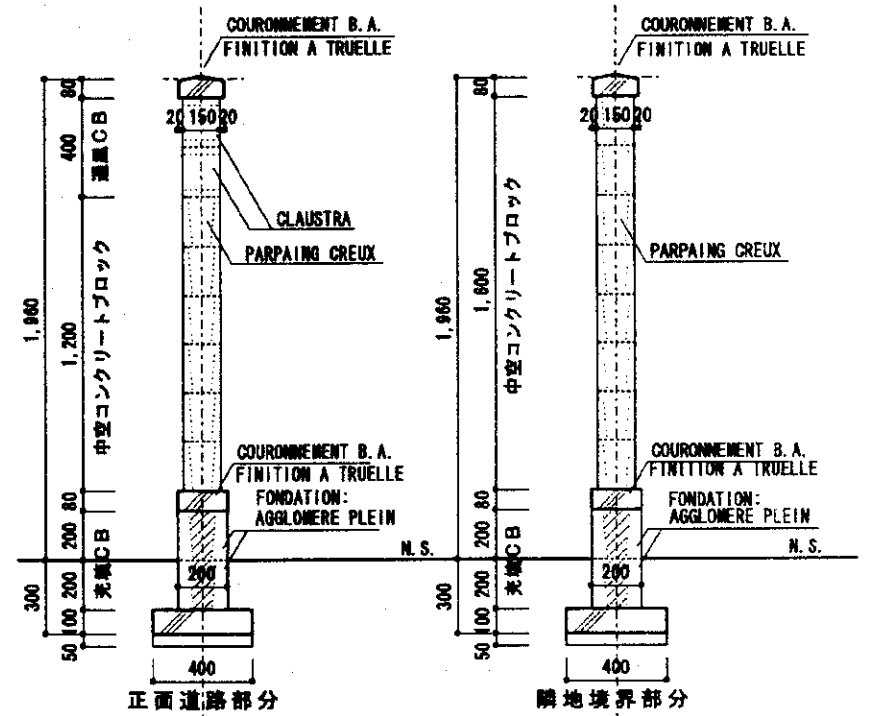 COURONNEMENT B.A.
FINITION A TRUELLE
80
20 150 20
400
通風CB
CLAUSTRA
PARPAING CREUX
1,960
1,200
中空コンクリートブロック
COURONNEMENT B.A.
FINITION A TRUELLE
80
FONDATION:
AGGLOMERE PLEIN
200
充填CB
N.S.
200
200
300
100
50
400
正面道路部分
COURONNEMENT B.A.
FINITION A TRUELLE
80
20 150 20
PARPAING CREUX
1,960
1,600
中空コンクリートブロック
COURONNEMENT B.A.
FINITION A TRUELLE
80
FONDATION:
AGGLOMERE PLEIN
200
充填CB
N.S.
200
200
300
100
50
400
隣地境界部分